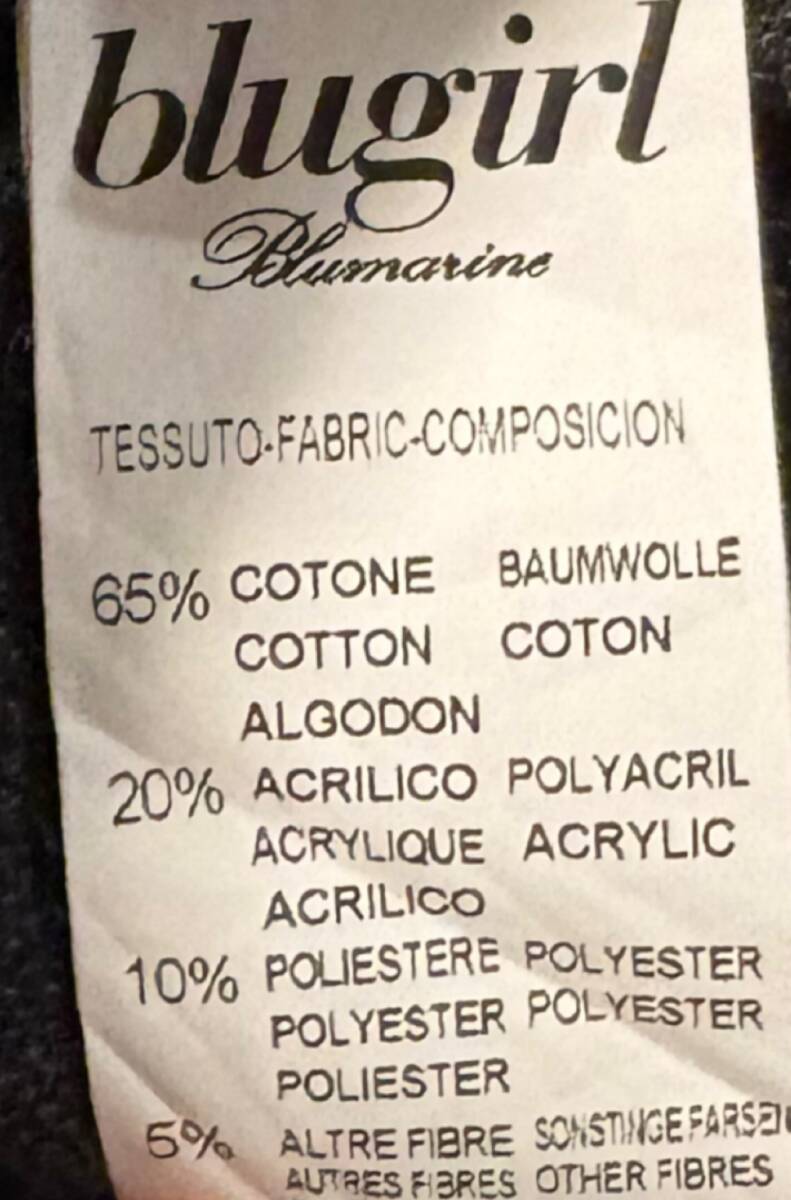 blugirl
Blumarine
TESSUTO-FABRIC-COMPOSICION
65% COTONE BAUMWOLLE
COTTON COTON
ALGODON
20% ACRILICO POLYACRIL
ACRYLIQUE ACRYLIC
ACRILICO
10% POLIESTERE POLYESTER
POLYESTER POLYESTER
POLIESTER
5% ALTRE FIBRE
AUTRES FIBRES OTHER FIBRES